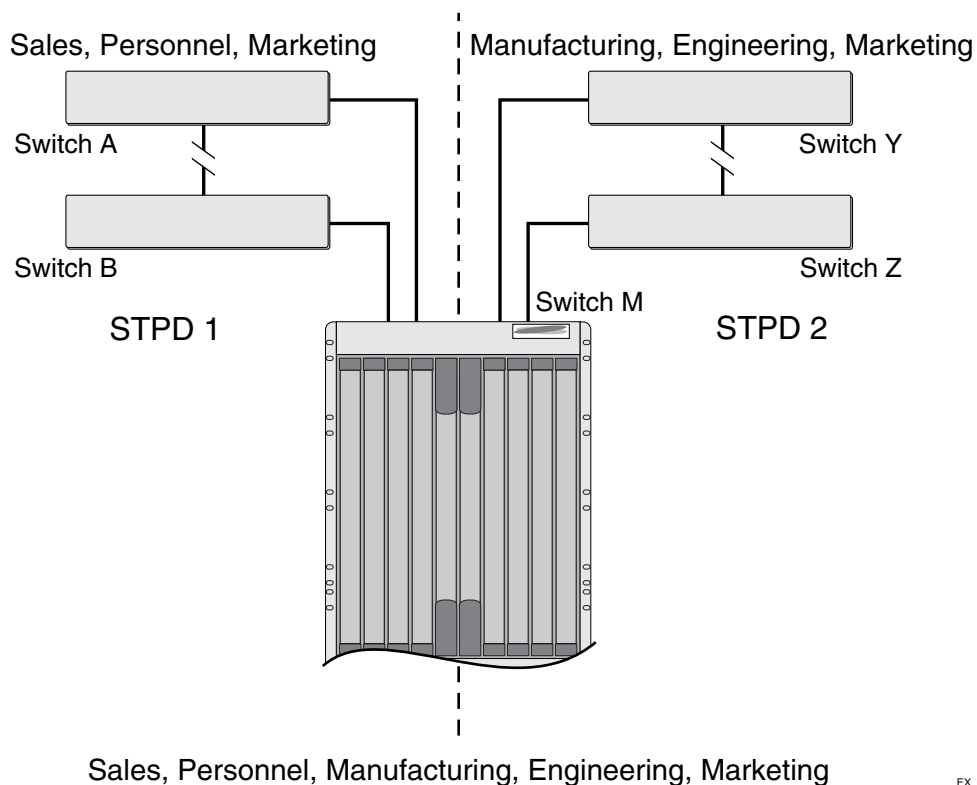 Sales, Personnel, Marketing
Manufacturing, Engineering, Marketing
Switch A
Switch Y
Switch B
Switch Z
Switch M
STPD 1
STPD 2
Sales, Personnel, Manufacturing, Engineering, Marketing
EX